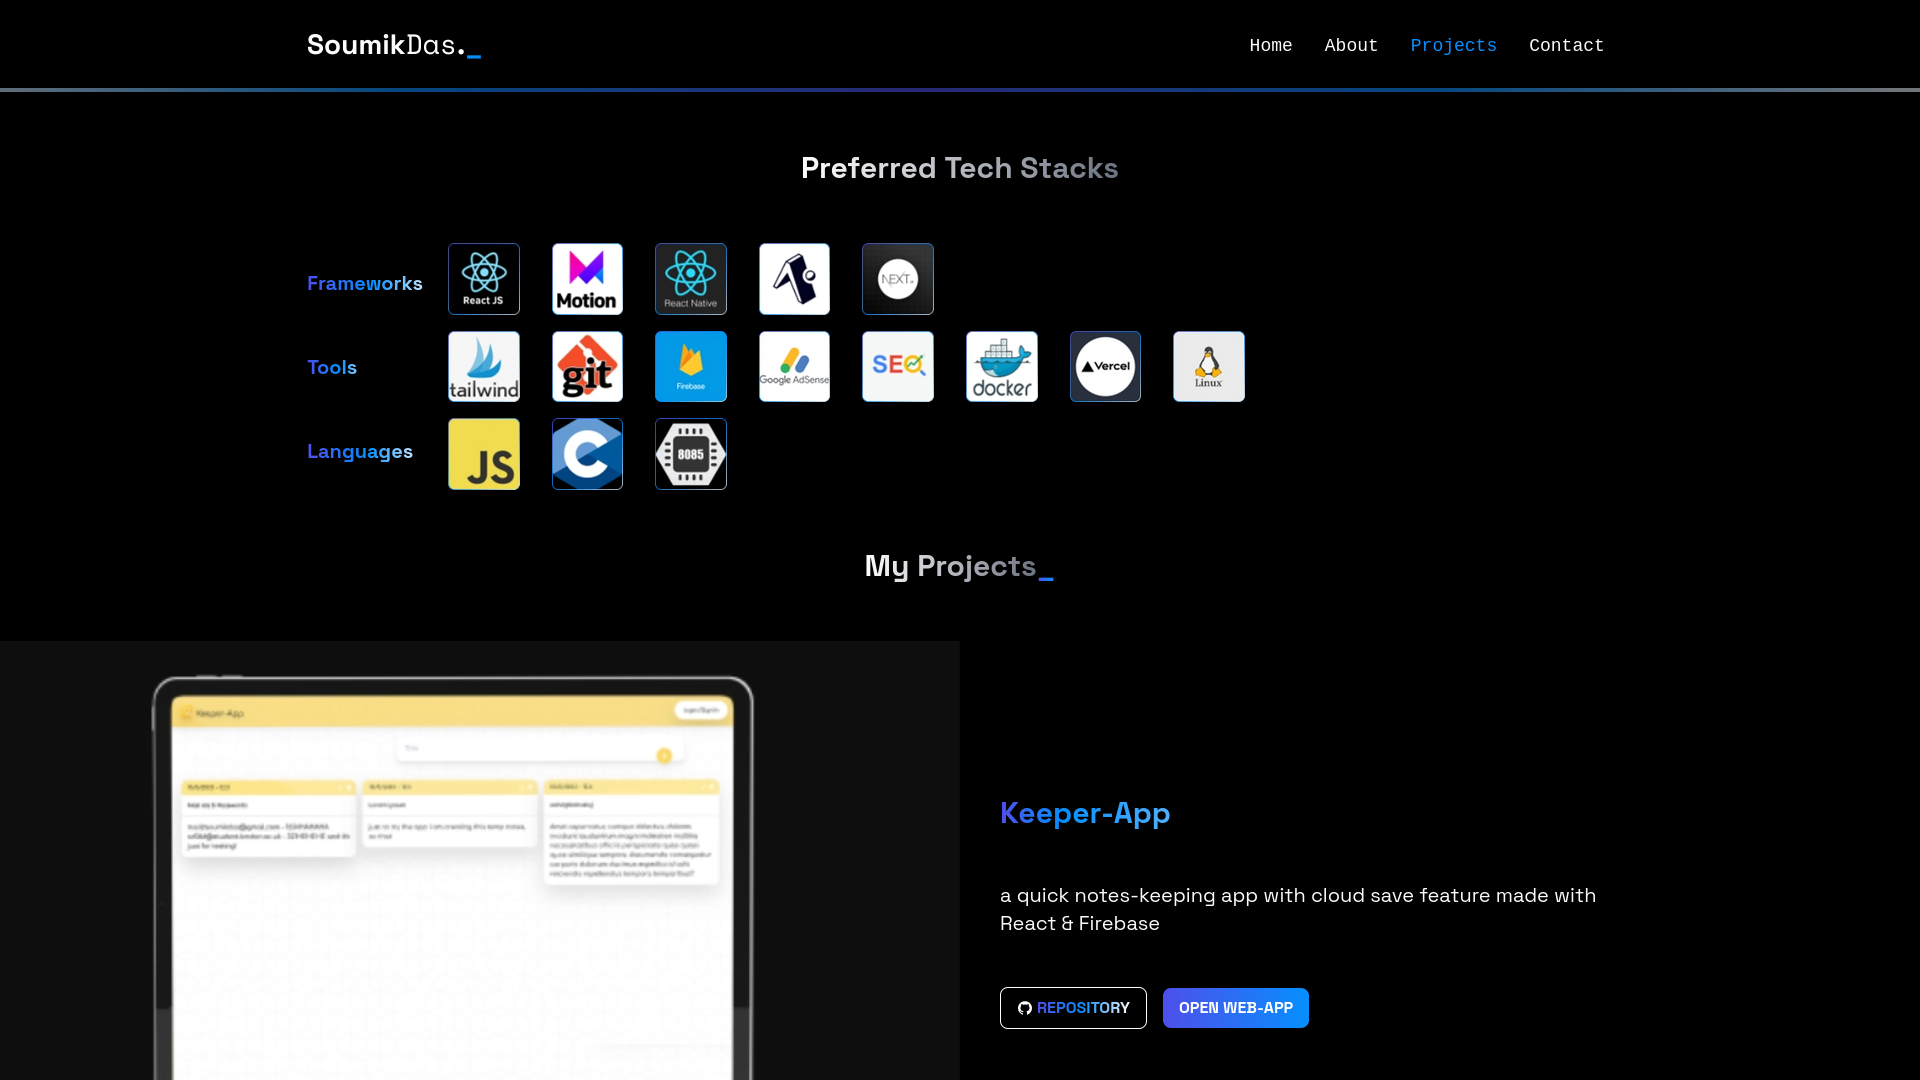 SoumikDas._
Home About Projects Contact
Preferred Tech Stacks
Frameworks
React JS
Motion
React Native
NEXT
Tools
tailwind
git
Firebase
Google AdSense
SEO
docker
Vercel
Linux
Languages
JS
C
8085
My Projects_
Keeper-App
Title
Keeper-App
a quick notes-keeping app with cloud save feature made with
React & Firebase
REPOSITORY
OPEN WEB-APP